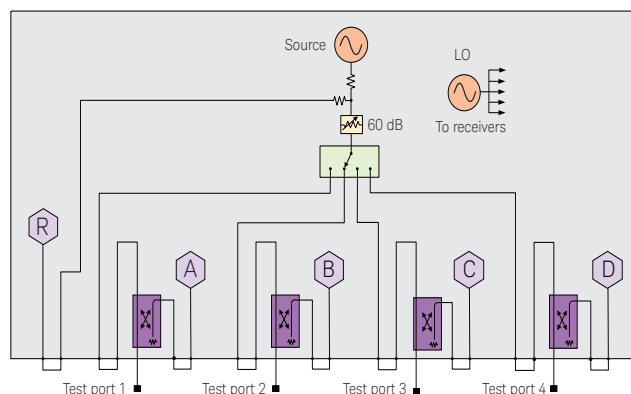 Source
LO
60 dB
To receivers
R
A
B
C
D
Test port 1
Test port 2
Test port 3
Test port 4